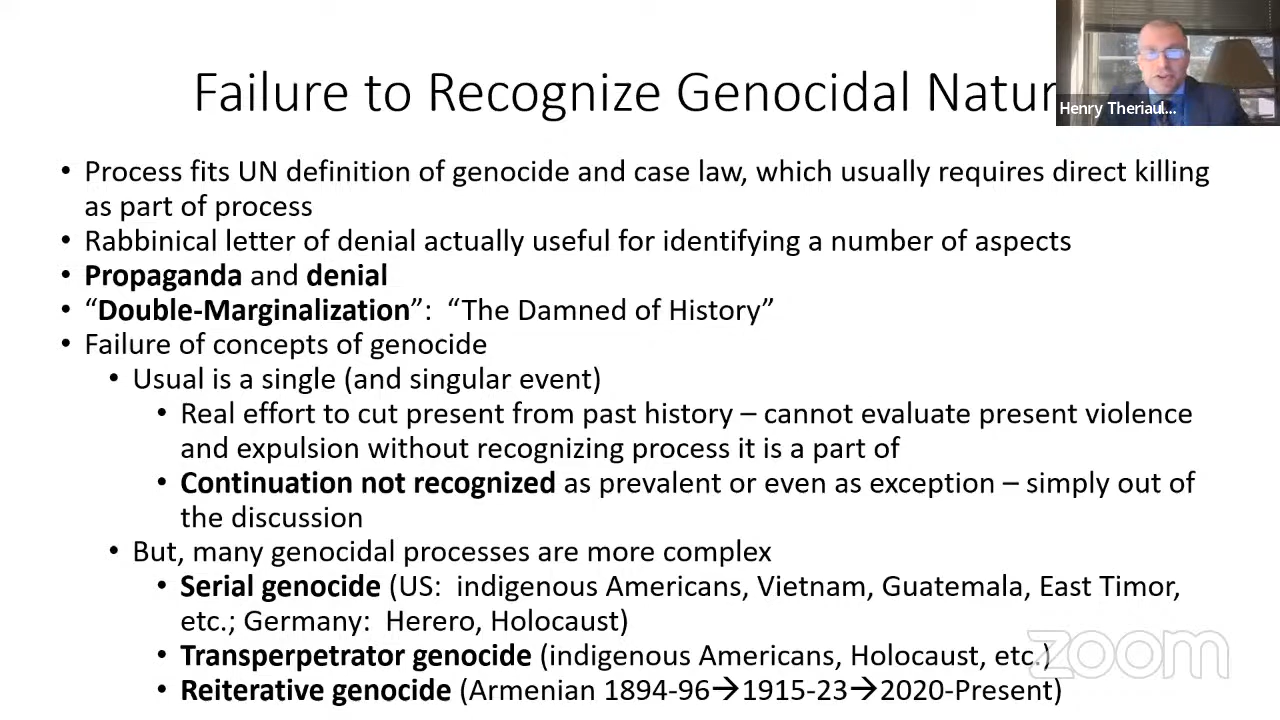 Failure to Recognize Genocidal Natur
Henry Theriaul...
• Process fits UN definition of genocide and case law, which usually requires direct killing
as part of process
• Rabbinical letter of denial actually useful for identifying a number of aspects
• Propaganda and denial
• “Double-Marginalization”: “The Damned of History”
• Failure of concepts of genocide
• Usual is a single (and singular event)
• Real effort to cut present from past history – cannot evaluate present violence
and expulsion without recognizing process it is a part of
• Continuation not recognized as prevalent or even as exception – simply out of
the discussion
• But, many genocidal processes are more complex
• Serial genocide (US: indigenous Americans, Vietnam, Guatemala, East Timor,
etc.; Germany: Herero, Holocaust)
• Transperpetrator genocide (indigenous Americans, Holocaust, etc.)
• Reiterative genocide (Armenian 1894-96→1915-23→2020-Present)
zoom